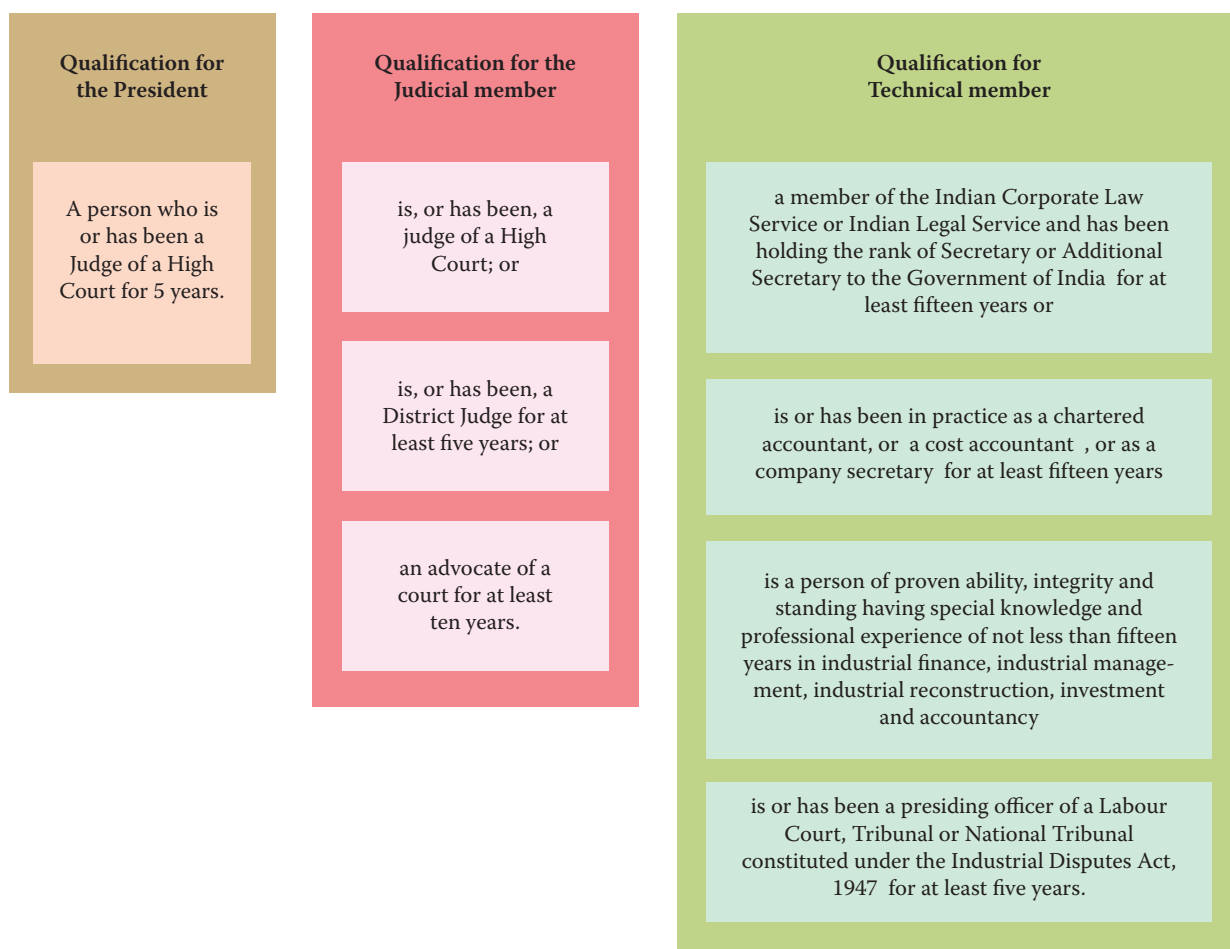 Qualification for
the President
A person who is
or has been a
Judge of a High
Court for 5 years.
Qualification for the
Judicial member
is, or has been, a
judge of a High
Court; or
is, or has been, a
District Judge for at
least five years; or
an advocate of a
court for at least
ten years.
Qualification for
Technical member
a member of the Indian Corporate Law
Service or Indian Legal Service and has been
holding the rank of Secretary or Additional
Secretary to the Government of India  for at
least fifteen years or
is or has been in practice as a chartered
accountant, or  a cost accountant  , or as a
company secretary  for at least fifteen years
is a person of proven ability, integrity and
standing having special knowledge and
professional experience of not less than fifteen
years in industrial finance, industrial manage-
ment, industrial reconstruction, investment
and accountancy
is or has been a presiding officer of a Labour
Court, Tribunal or National Tribunal
constituted under the Industrial Disputes Act,
1947  for at least five years.